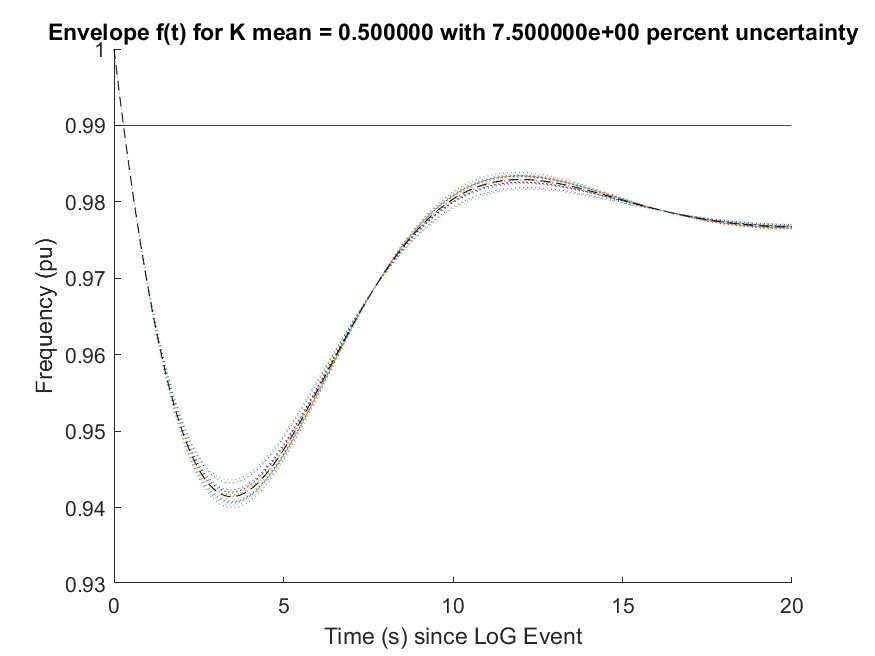 Envelope f(t) for K mean = 0.500000 with 7.500000e+00 percent uncertainty
1
0.99
0.98
0.97
0.96
0.95
0.94
0.93
Frequency (pu)
0 5 10 15 20
Time (s) since LoG Event